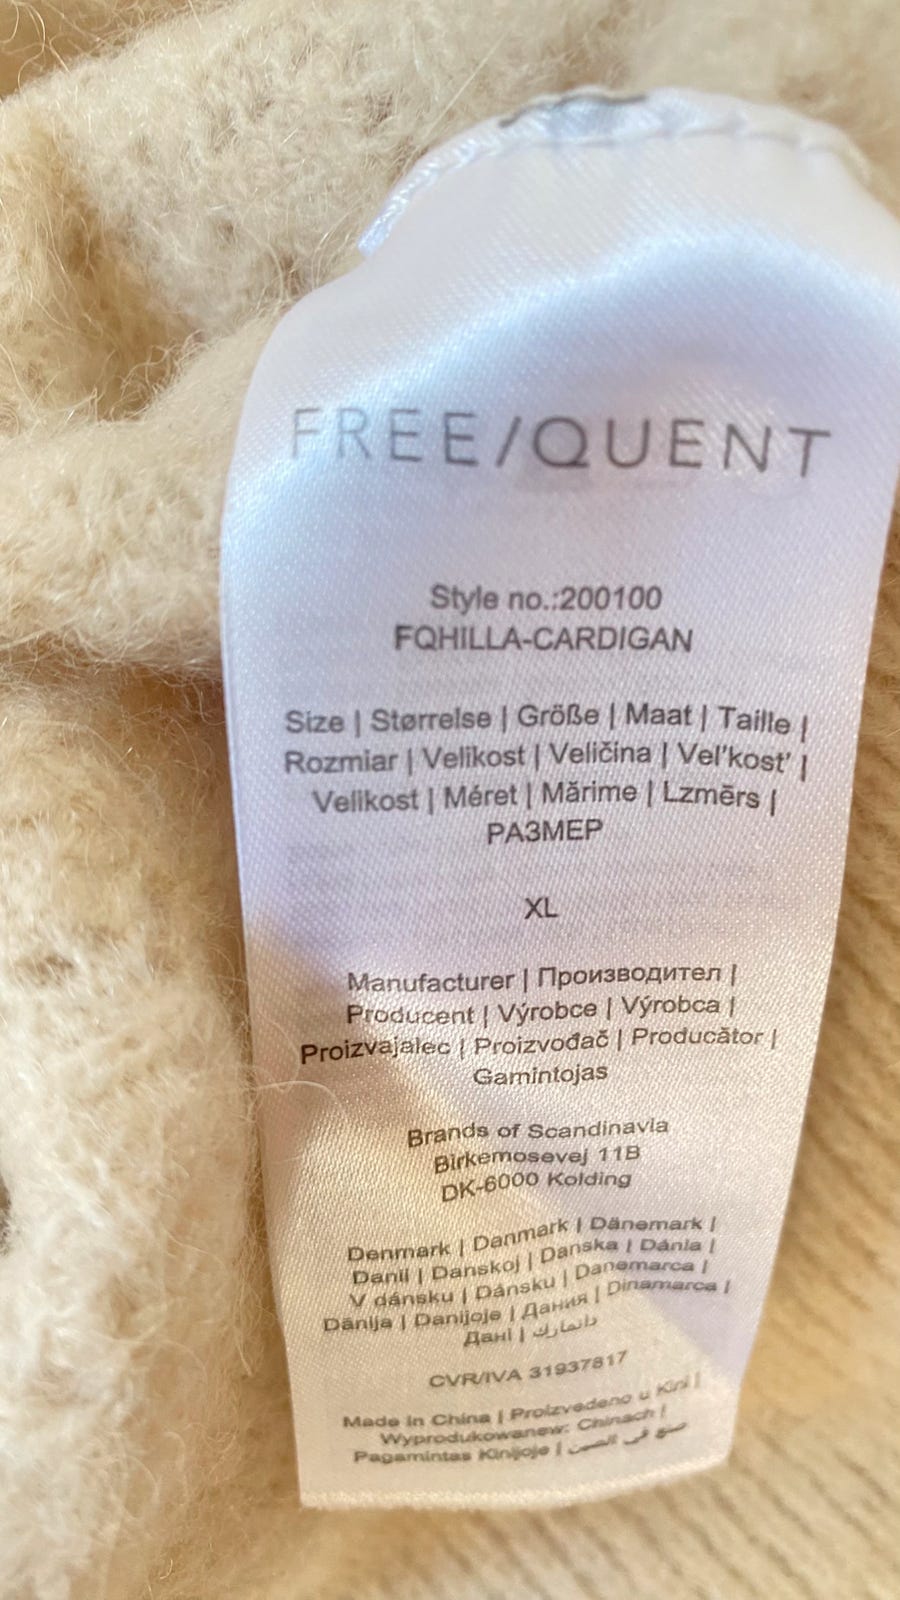 FREE/QUENT
Style no.:200100
FQHILLA-CARDIGAN
Size | Størrelse | Größe | Maat | Taille |
Rozmiar | Velikost | Veličina | Vel'kost' |
Velikost | Méret | Mărime | Lzmērs |
РАЗМЕР
XL
Manufacturer | Производител |
Producent | Výrobce | Výrobca |
Proizvajalec | Proizvođač | Producător |
Gamintojas
Brands of Scandinavia
Birkemosevej 11B
DK-6000 Kolding
Denmark | Danmark | Dänemark |
Danii | Danskoj | Danska | Dánia |
V dánsku | Dánsku | Danemarca |
Dānija | Danijoje | Дания | Dinamarca |
Данi | دانمارك
CVR/IVA 31937817
Made in China | Proizvedeno u Kini |
Wyprodukowanew: Chinach |
Pagamintas Kinijoje | صنع في الصين